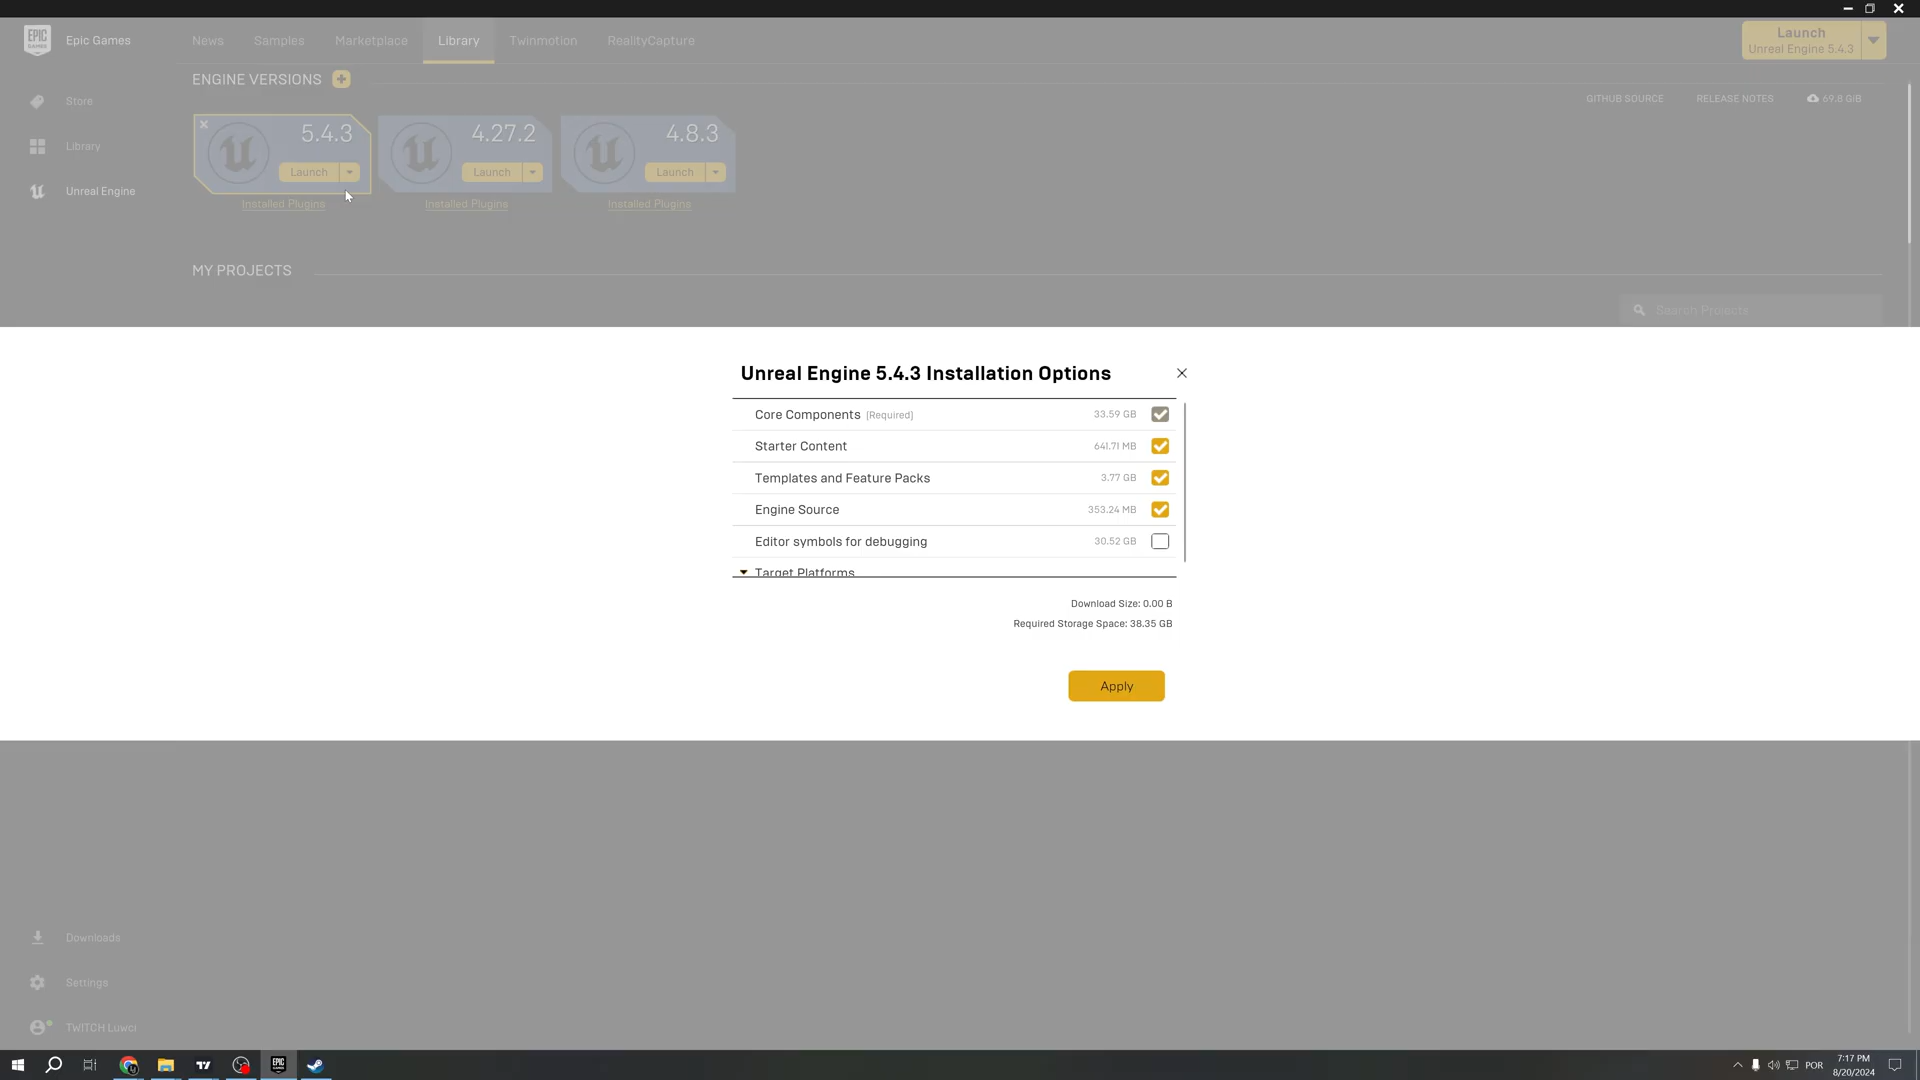 Epic Games
News
Samples
Marketplace
Library
Twinmotion
RealityCapture
Launch
Unreal Engine 5.4.3
ENGINE VERSIONS
GITHUB SOURCE
RELEASE NOTES
69.8 GIB
Store
Library
Unreal Engine
5.4.3
Launch
Installed Plugins
4.27.2
Launch
Installed Plugins
4.8.3
Launch
Installed Plugins
MY PROJECTS
Search Projects
Unreal Engine 5.4.3 Installation Options
Core Components (Required) 33.59 GB
Starter Content 641.71 MB
Templates and Feature Packs 3.77 GB
Engine Source 353.24 MB
Editor symbols for debugging 30.52 GB
Target Platforms
Download Size: 0.00 B
Required Storage Space: 38.35 GB
Apply
Downloads
Settings
TWITCH Luwci
POR
7:17 PM
8/20/2024